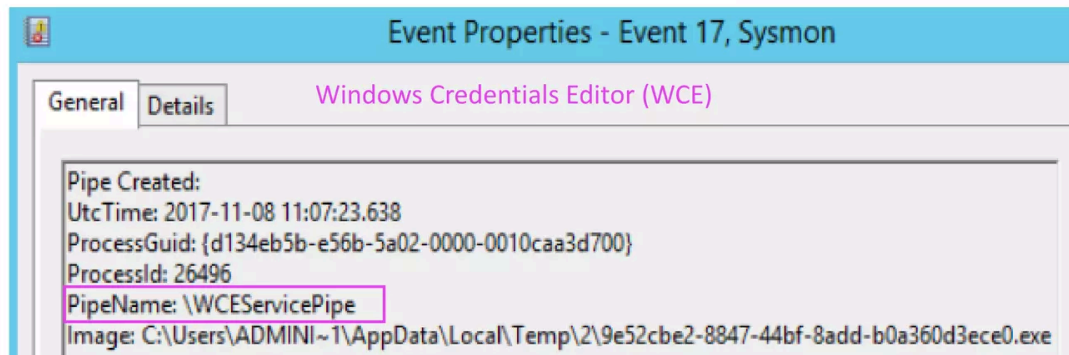 Event Properties - Event 17, Sysmon
General Details Windows Credentials Editor (WCE)
Pipe Created:
UtcTime: 2017-11-08 11:07:23.638
ProcessGuid: {d134eb5b-e56b-5a02-0000-0010caa3d700}
ProcessId: 26496
PipeName: \WCEServicePipe
Image: C:\Users\ADMINI~1\AppData\Local\Temp\2\9e52cbe2-8847-44bf-8add-b0a360d3ece0.exe